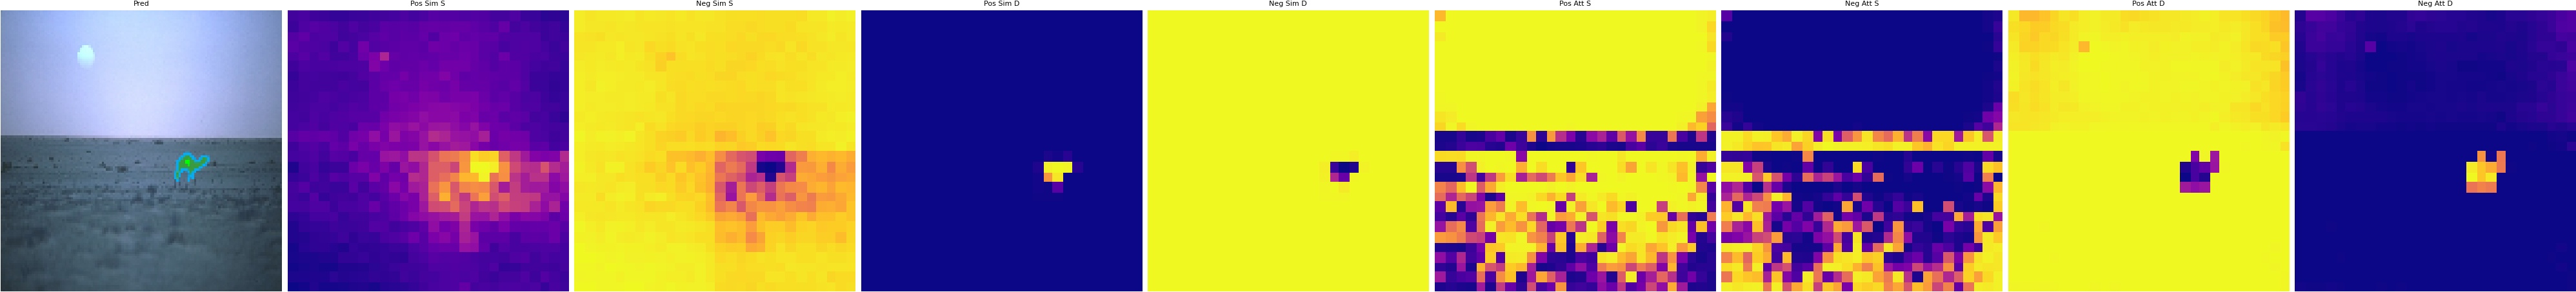 Pred
Pos Sim S
Neg Sim S
Pos Sim D
Neg Sim D
Pos Att S
Neg Att S
Pos Att D
Neg Att D